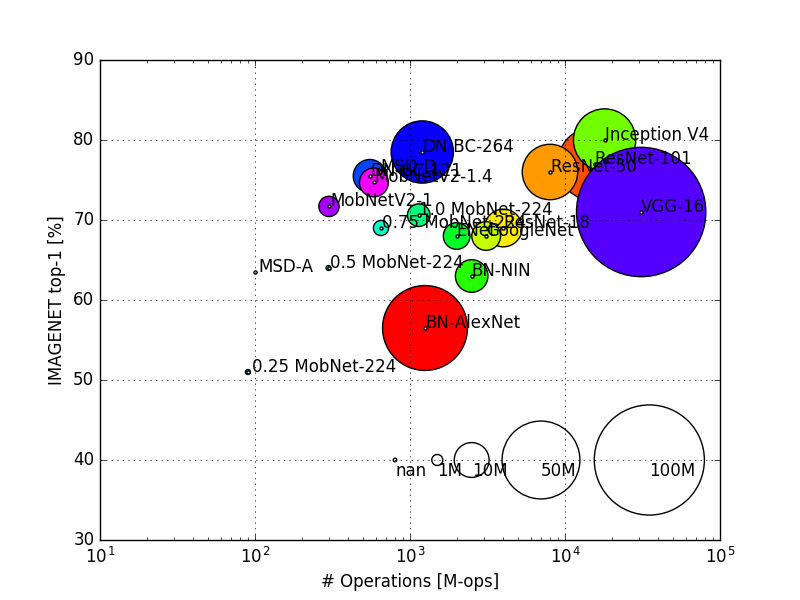 90
80
70
60
50
40
30
IMAGENET top-1 [%]
Inception V4
DN-BC-264
ResNet-101
ResNet-50
MSD-D
MobNetV2-1.4
VGG-16
MobNetV2-1
1.0 MobNet-224
0.75 MobNet-224
ResNet-18
GoogleNet
BN-NIN
0.5 MobNet-224
MSD-A
BN-AlexNet
0.25 MobNet-224
nan
1M
10M
50M
100M
10^1
10^2
10^3
10^4
10^5
# Operations [M-ops]